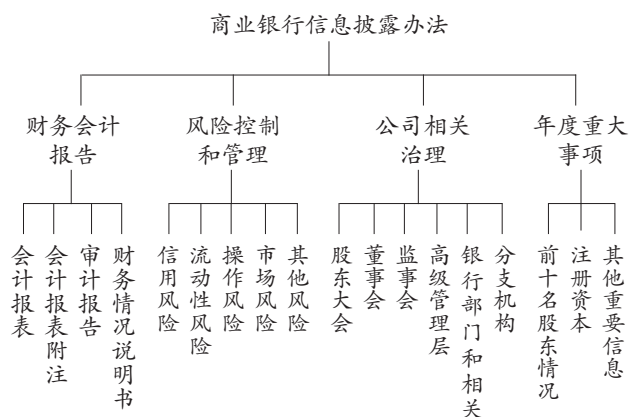 商业银行信息披露办法
财务会计
报告
风险控制
和管理
公司相关
治理
年度重大
事项
会计报表
会计报表附注
审计报告
财务情况说明书
信用风险
流动性风险
操作风险
市场风险
其他风险
股东大会
董事会
监事会
高级管理层
银行部门和相关
分支机构
前十名股东情况
注册资本
其他重要信息